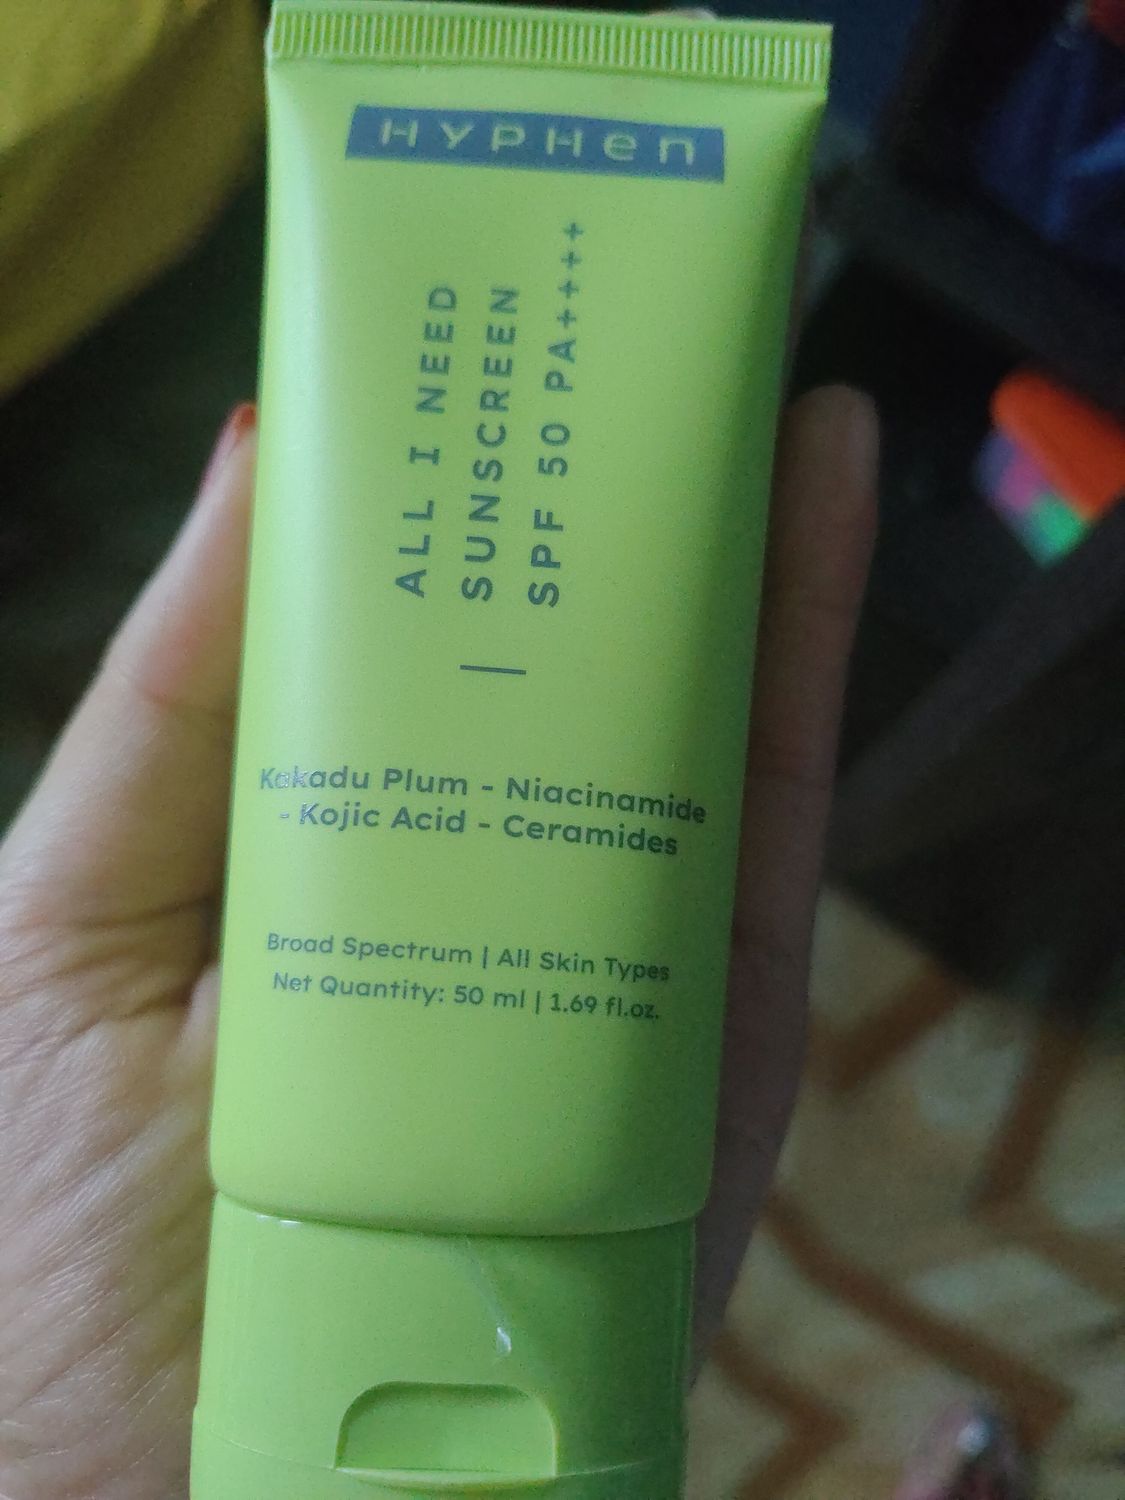 HYPHen
ALL I NEED
SUNSCREEN
SPF 50 PA++++
Kakadu Plum - Niacinamide
- Kojic Acid - Ceramides
Broad Spectrum | All Skin Types
Net Quantity: 50 ml | 1.69 fl.oz.